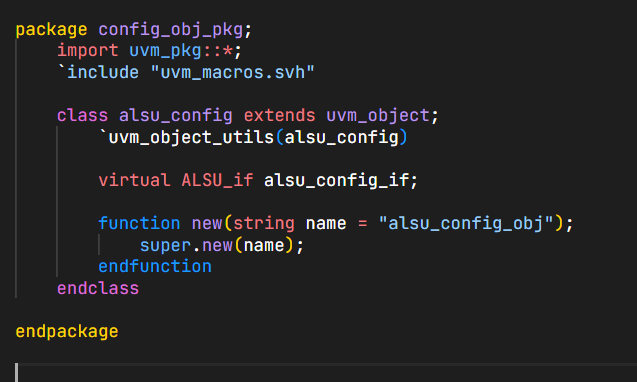 package config_obj_pkg;
import uvm_pkg::*;
`include "uvm_macros.svh"
class alsu_config extends uvm_object;
`uvm_object_utils(alsu_config)
virtual ALSU_if alsu_config_if;
function new(string name = "alsu_config_obj");
super.new(name);
endfunction
endclass
endpackage